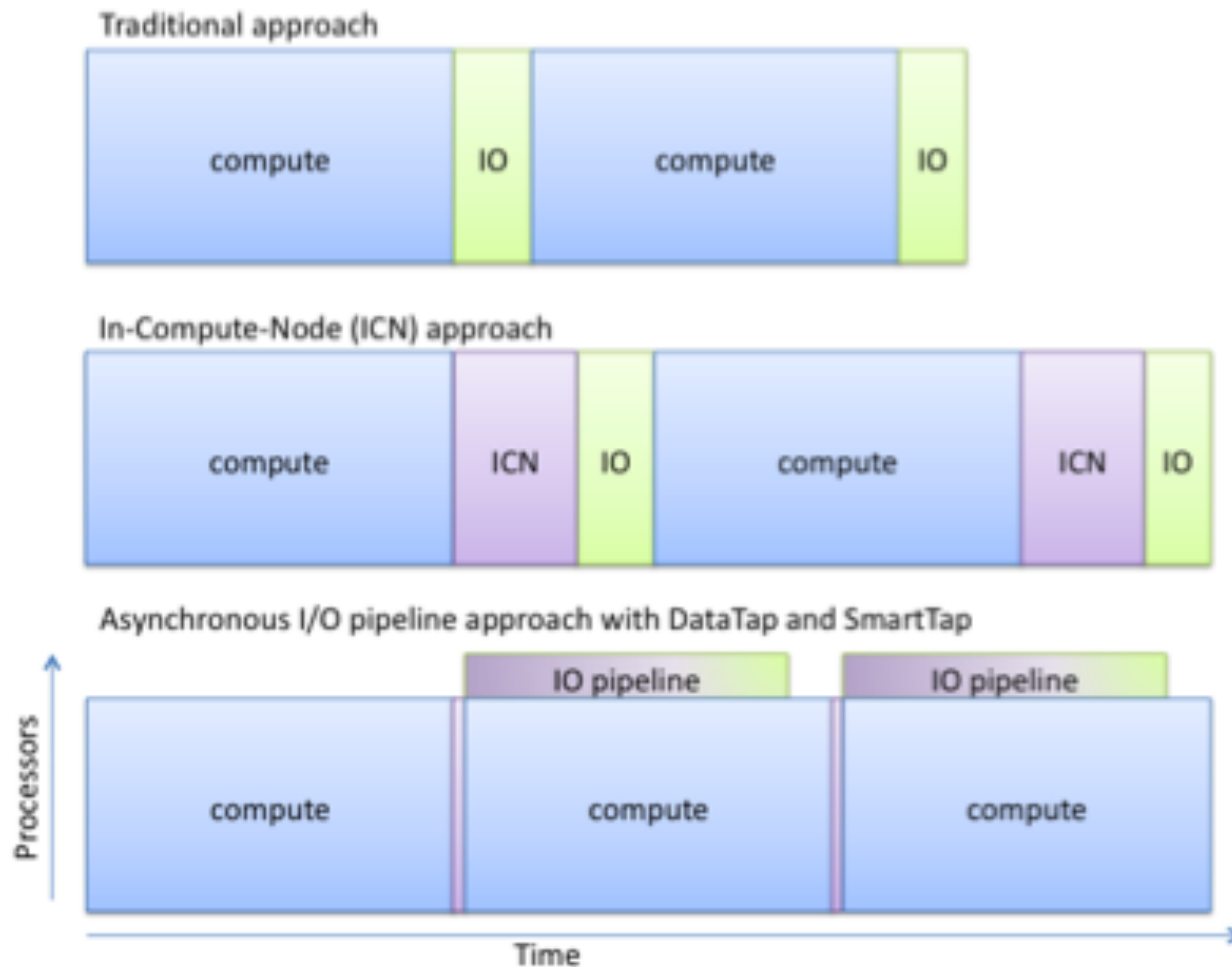 Traditional approach
compute IO compute IO
In-Compute-Node (ICN) approach
compute ICN IO compute ICN IO
Asynchronous I/O pipeline approach with DataTap and SmartTap
IO pipeline IO pipeline
compute compute compute
Processors
Time